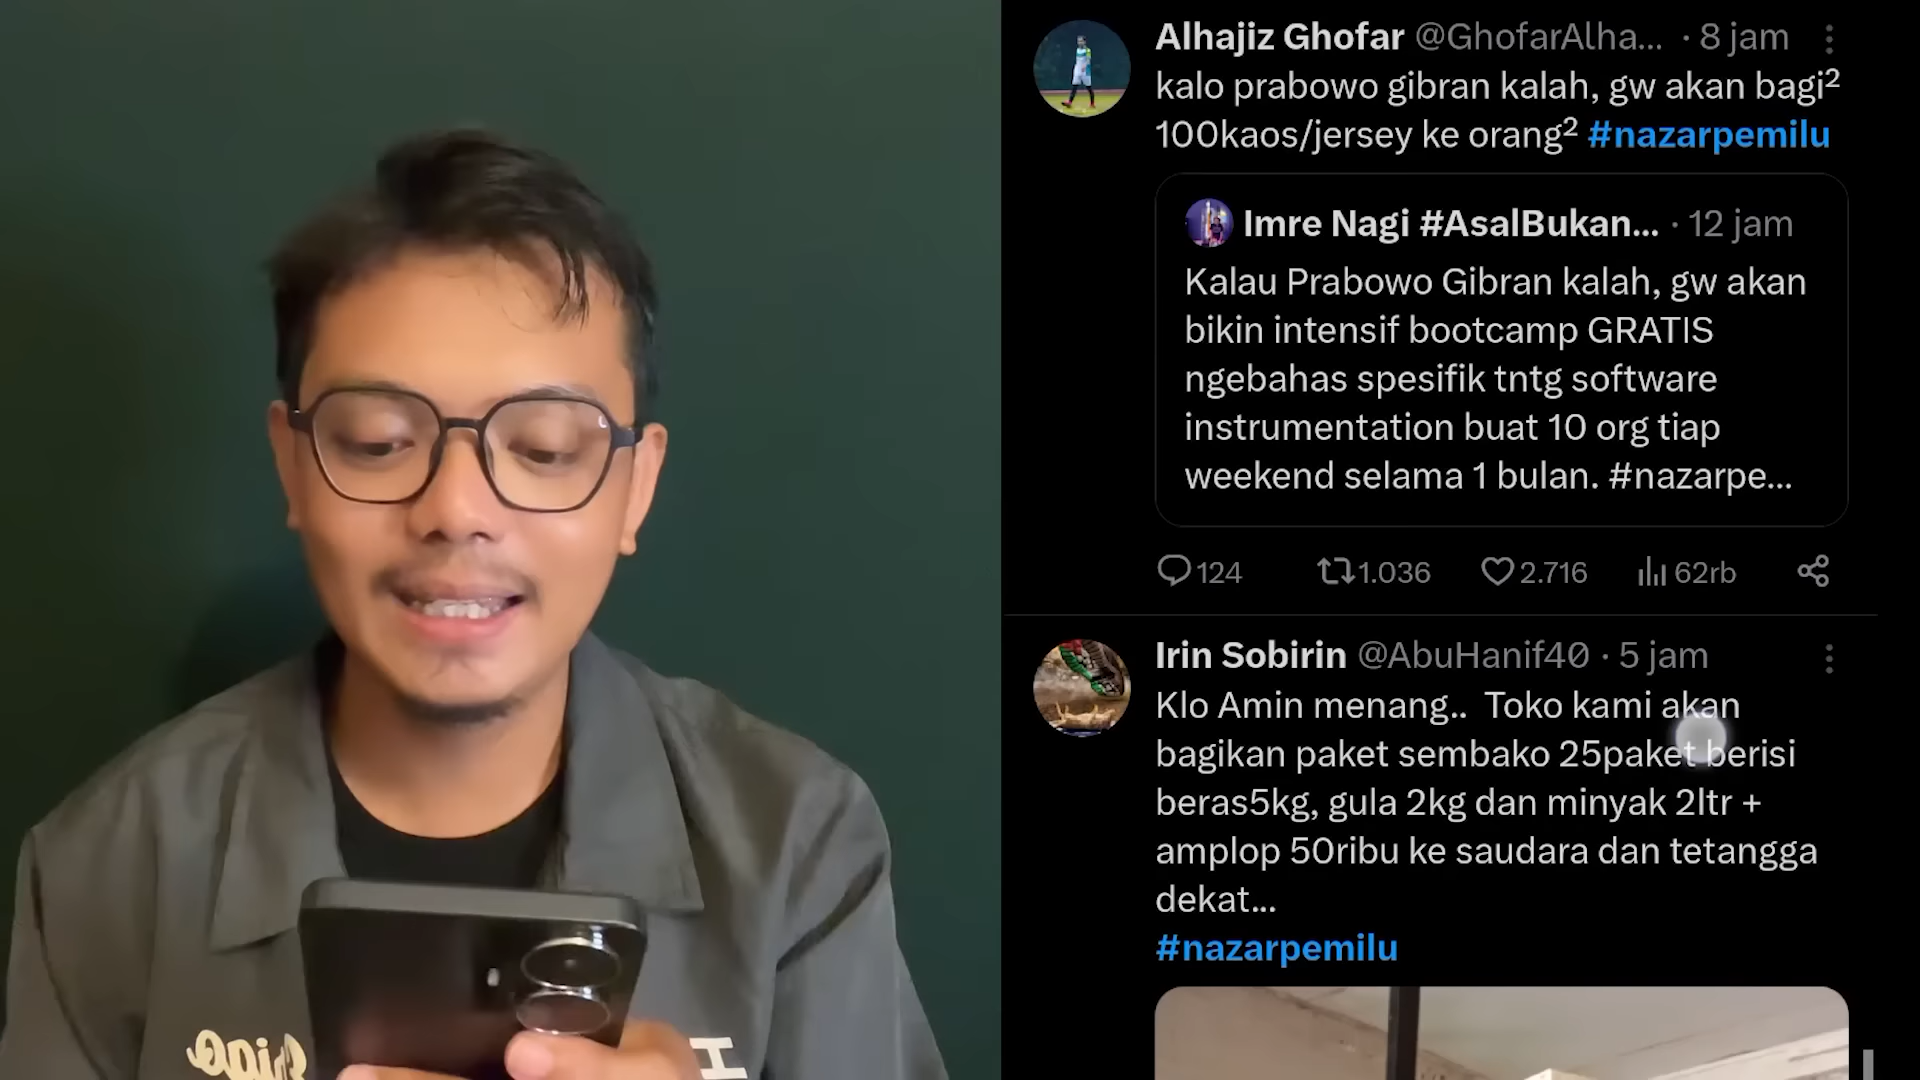 Alhajiz Ghofar @GhofarAlha... · 8 jam
kalo prabowo gibran kalah, gw akan bagi²
100kaos/jersey ke orang² #nazarpemilu
Imre Nagi #AsalBukan... · 12 jam
Kalau Prabowo Gibran kalah, gw akan
bikin intensif bootcamp GRATIS
ngebahas spesifik tntg software
instrumentation buat 10 org tiap
weekend selama 1 bulan. #nazarpe...
124 1.036 2.716 62rb
Irin Sobirin @AbuHanif40 · 5 jam
Klo Amin menang.. Toko kami akan
bagikan paket sembako 25paket berisi
beras5kg, gula 2kg dan minyak 2ltr +
amplop 50ribu ke saudara dan tetangga
dekat...
#nazarpemilu